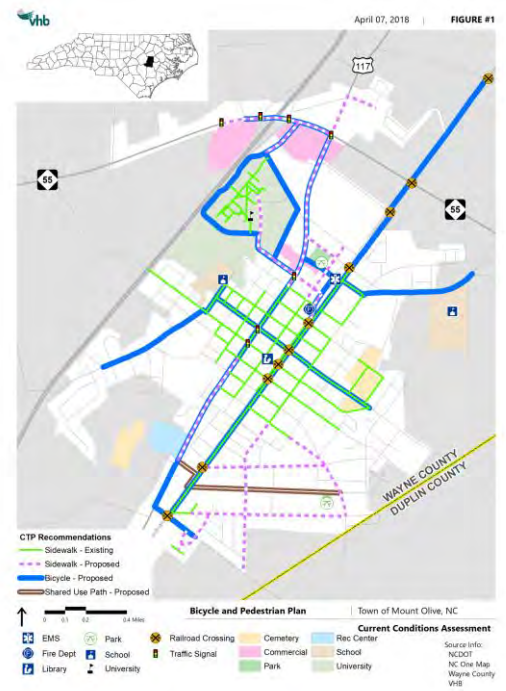 vhb
April 07, 2018 | FIGURE #1
117
55
55
WAYNE COUNTY
DUPLIN COUNTY
CTP Recommendations
Sidewalk - Existing
Sidewalk - Proposed
Bicycle - Proposed
Shared Use Path - Proposed
0 0.1 0.2 0.4 Miles
Bicycle and Pedestrian Plan | Town of Mount Olive, NC
Current Conditions Assessment
EMS
Fire Dept
Library
Park
School
University
Railroad Crossing
Traffic Signal
Cemetery
Commercial
Park
Rec Center
School
University
Source Info:
NCDOT
NC One Map
Wayne County
VHB